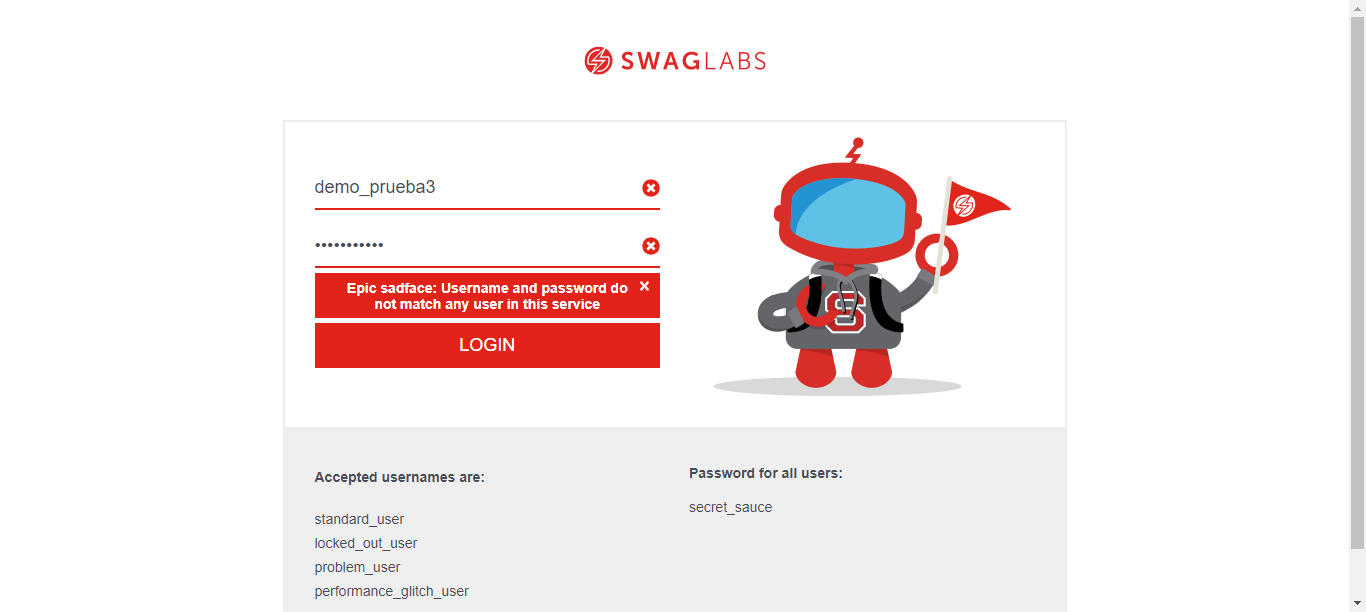 SWAGLABS
demo_prueba3
•••••••••••
Epic sadface: Username and password do
not match any user in this service
LOGIN
S
Accepted usernames are:
standard_user
locked_out_user
problem_user
performance_glitch_user
Password for all users:
secret_sauce